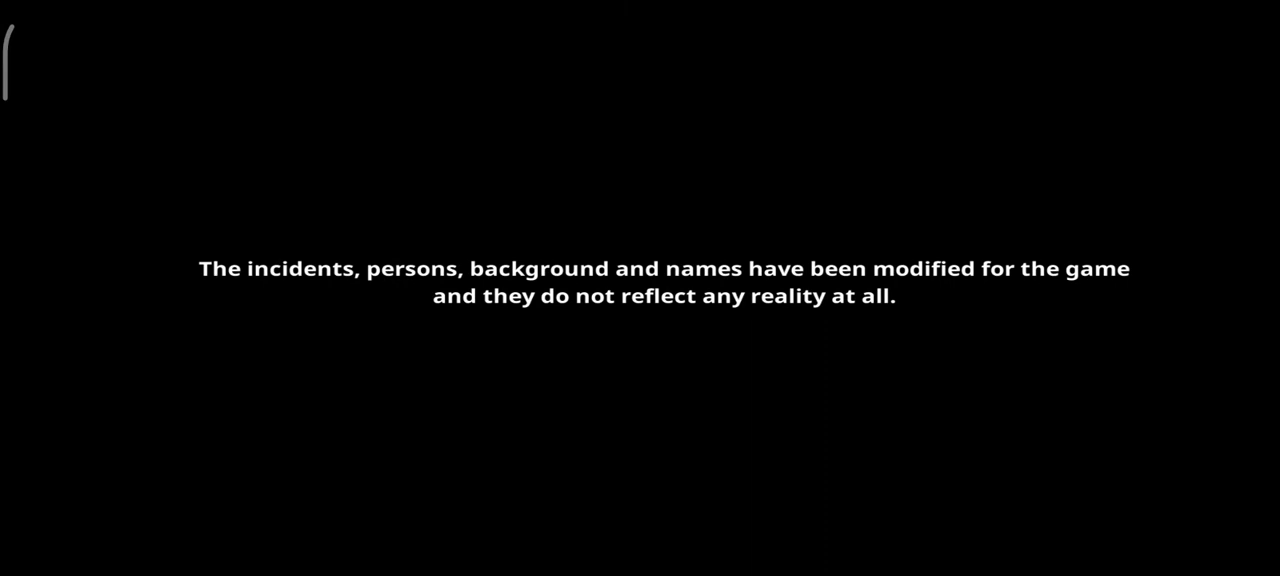 The incidents, persons, background and names have been modified for the game
and they do not reflect any reality at all.